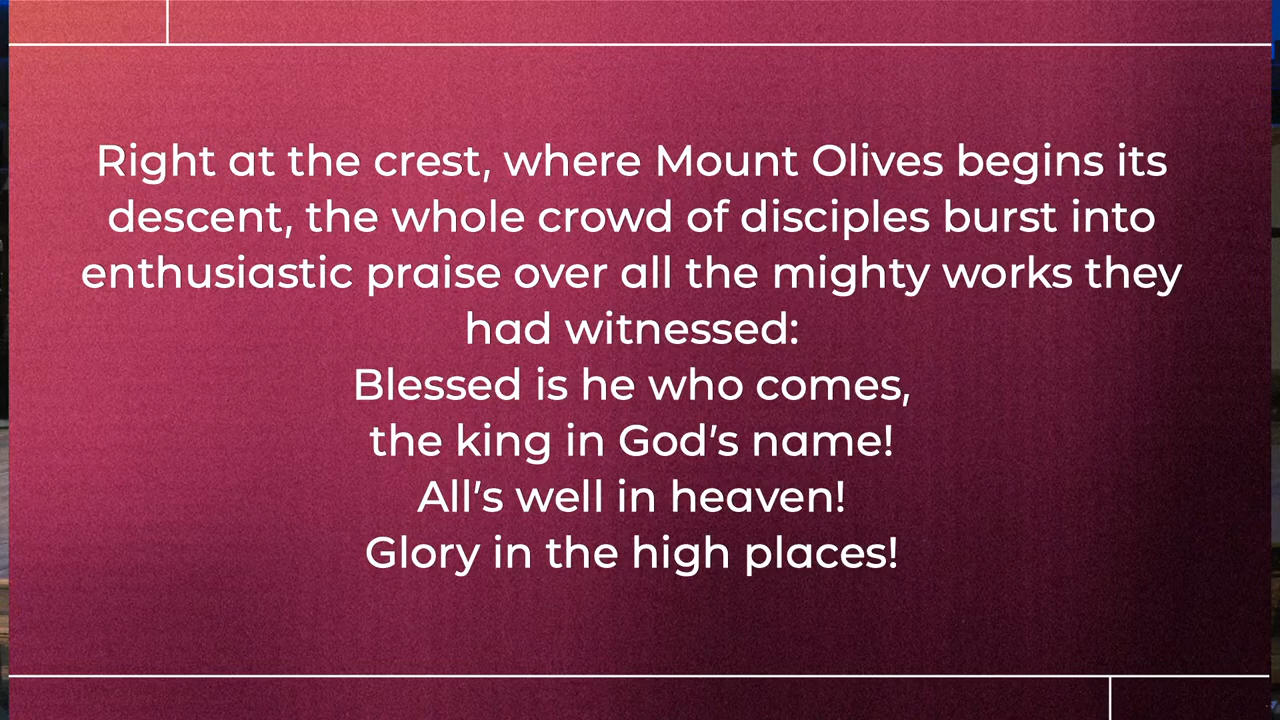 Right at the crest, where Mount Olives begins its
descent, the whole crowd of disciples burst into
enthusiastic praise over all the mighty works they
had witnessed:
Blessed is he who comes,
the king in God’s name!
All’s well in heaven!
Glory in the high places!